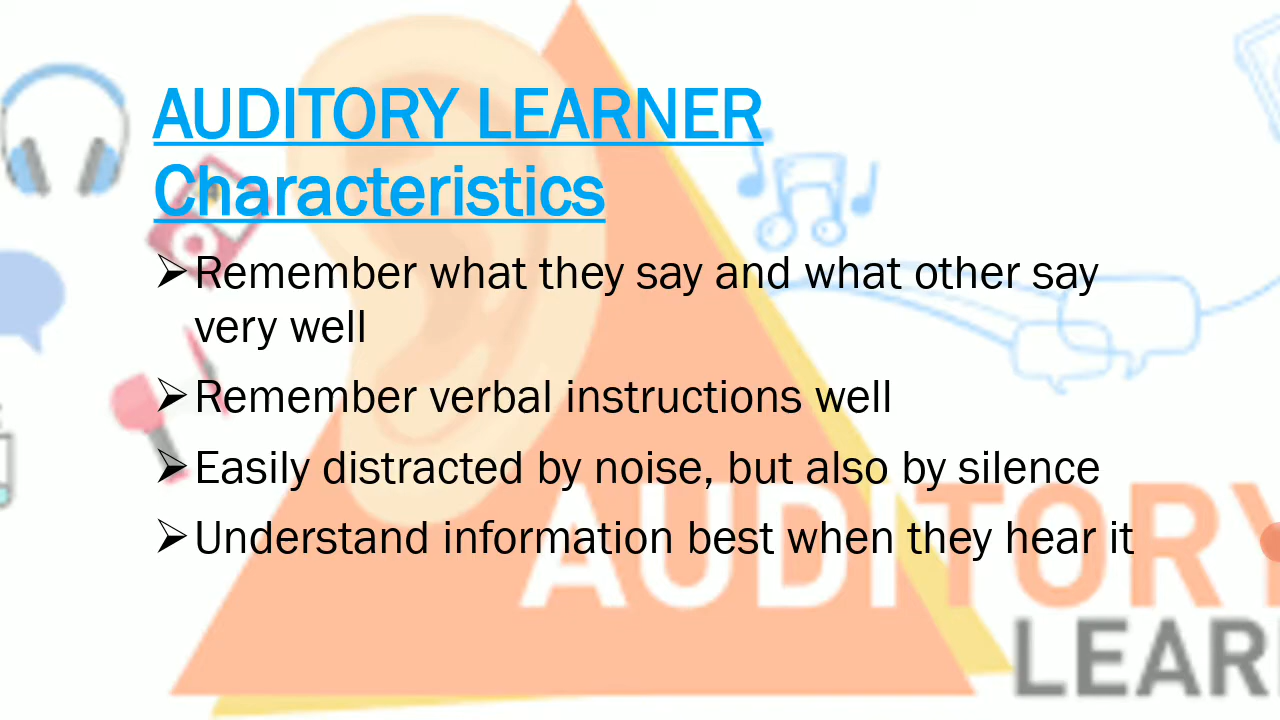 AUDITORY LEARNER
Characteristics
➢Remember what they say and what other say
very well
➢Remember verbal instructions well
➢Easily distracted by noise, but also by silence
➢Understand information best when they hear it
AUDITORY
LEAR